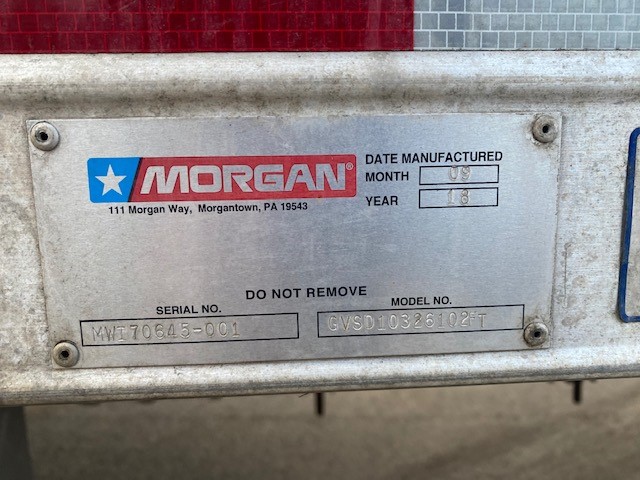 MORGAN®
111 Morgan Way, Morgantown, PA 19543
DATE MANUFACTURED
MONTH 09
YEAR 18
DO NOT REMOVE
SERIAL NO.
MWI70645-001
MODEL NO.
GVSD10326102FT